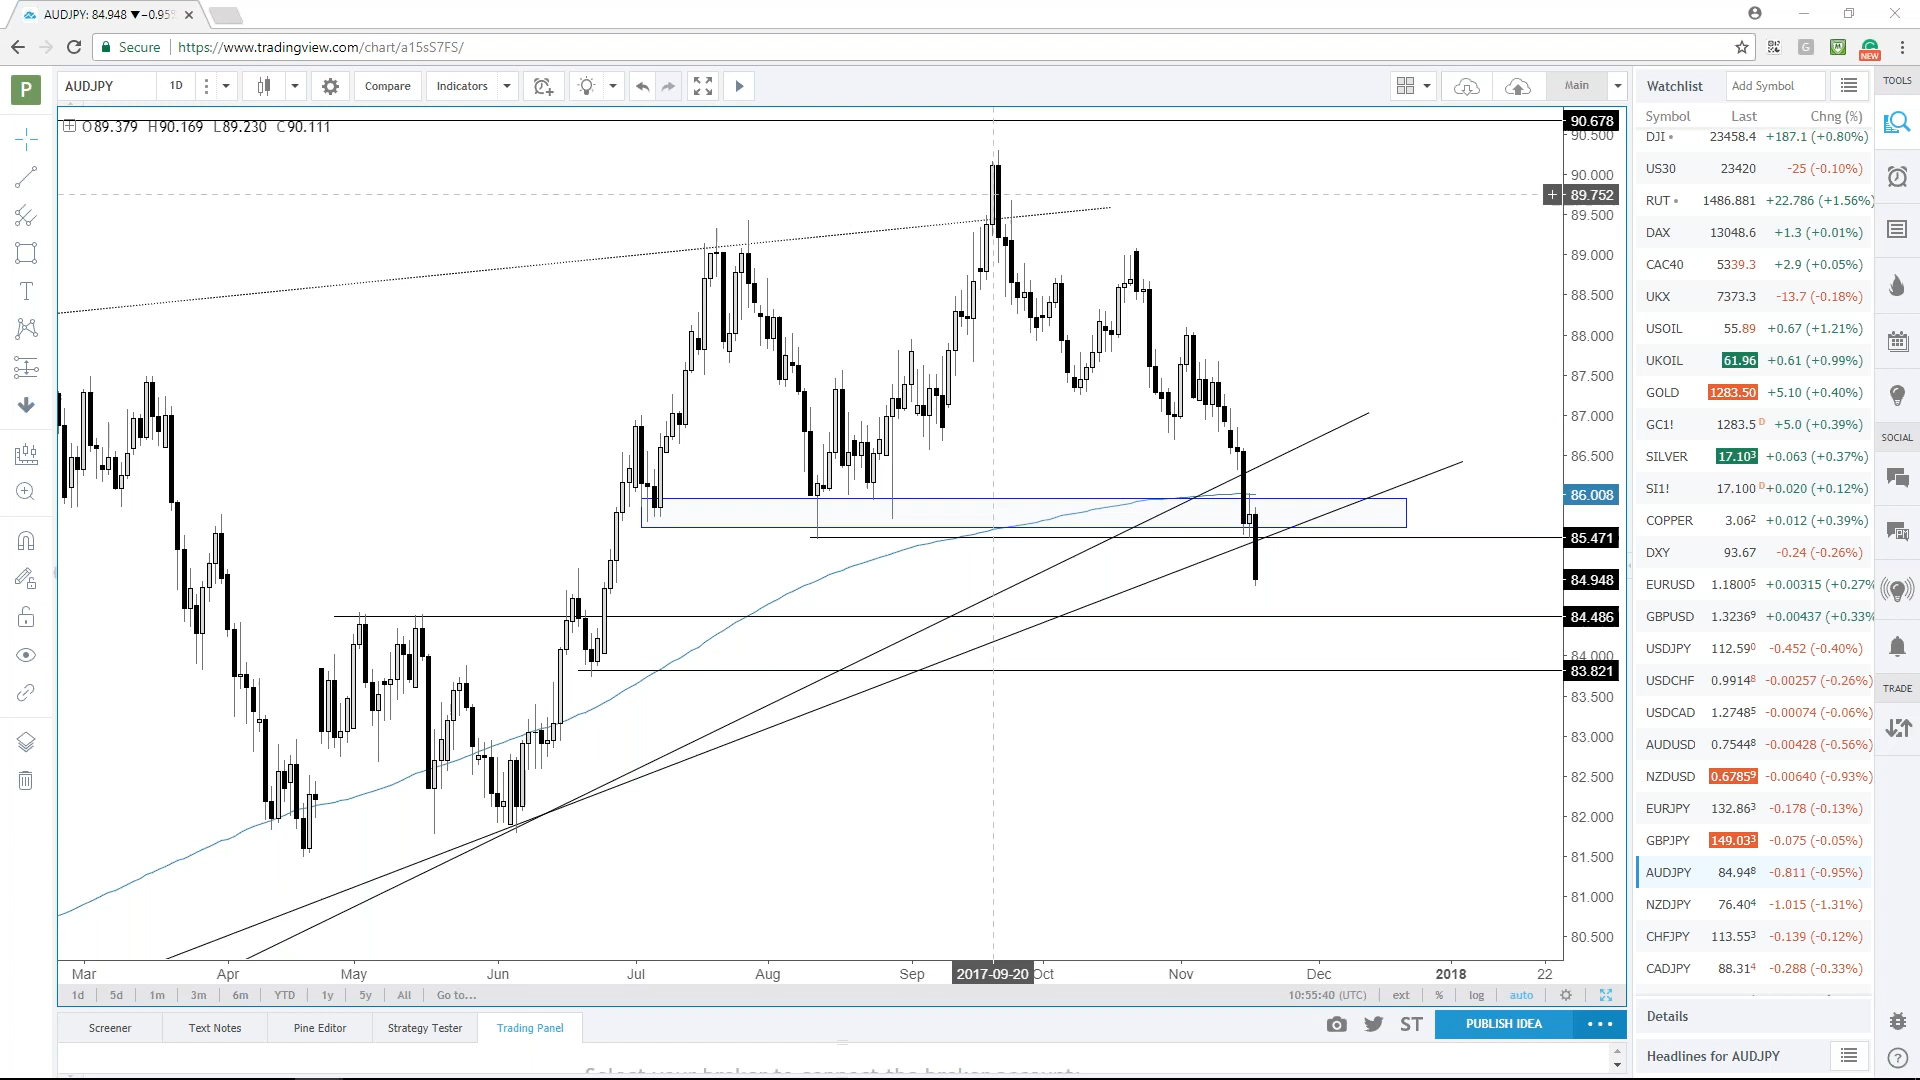 AUDJPY: 84.948 ▼−0.95%
Secure https://www.tradingview.com/chart/a15sS7FS/
NEW
P AUDJPY 1D Compare Indicators Main Watchlist Add Symbol TOOLS
O89.379 H90.169 L89.230 C90.111
90.678
90.500
90.000
89.752
89.500
89.000
88.500
88.000
87.500
87.000
86.500
86.008
85.471
84.948
84.486
84.000
83.821
83.500
83.000
82.500
82.000
81.500
81.000
80.500
Mar Apr May Jun Jul Aug Sep 2017-09-20 Oct Nov Dec 2018 22
1d 5d 1m 3m 6m YTD 1y 5y All Go to... 10:55:40 (UTC) ext % log auto
Screener Text Notes Pine Editor Strategy Tester Trading Panel ST PUBLISH IDEA
Select your broker to connect the broker account:
Symbol Last Chng (%)
DJI 23458.4 +187.1 (+0.80%)
US30 23420 -25 (-0.10%)
RUT 1486.881 +22.786 (+1.56%)
DAX 13048.6 +1.3 (+0.01%)
CAC40 5339.3 +2.9 (+0.05%)
UKX 7373.3 -13.7 (-0.18%)
USOIL 55.89 +0.67 (+1.21%)
UKOIL 61.96 +0.61 (+0.99%)
GOLD 1283.50 +5.10 (+0.40%)
GC1! 1283.5 D +5.0 (+0.39%)
SILVER 17.10³ +0.063 (+0.37%)
SI1! 17.100 D +0.020 (+0.12%)
COPPER 3.06² +0.012 (+0.39%)
DXY 93.67 -0.24 (-0.26%)
EURUSD 1.1800⁵ +0.00315 (+0.27%
GBPUSD 1.3236⁹ +0.00437 (+0.33%
USDJPY 112.59⁰ -0.452 (-0.40%)
USDCHF 0.9914⁸ -0.00257 (-0.26%)
USDCAD 1.2748⁵ -0.00074 (-0.06%)
AUDUSD 0.7544⁸ -0.00428 (-0.56%)
NZDUSD 0.6785⁹ -0.00640 (-0.93%)
EURJPY 132.86³ -0.178 (-0.13%)
GBPJPY 149.03³ -0.075 (-0.05%)
AUDJPY 84.94⁸ -0.811 (-0.95%)
NZDJPY 76.40⁴ -1.015 (-1.31%)
CHFJPY 113.55³ -0.139 (-0.12%)
CADJPY 88.31⁴ -0.288 (-0.33%)
Details
Headlines for AUDJPY
SOCIAL
TRADE